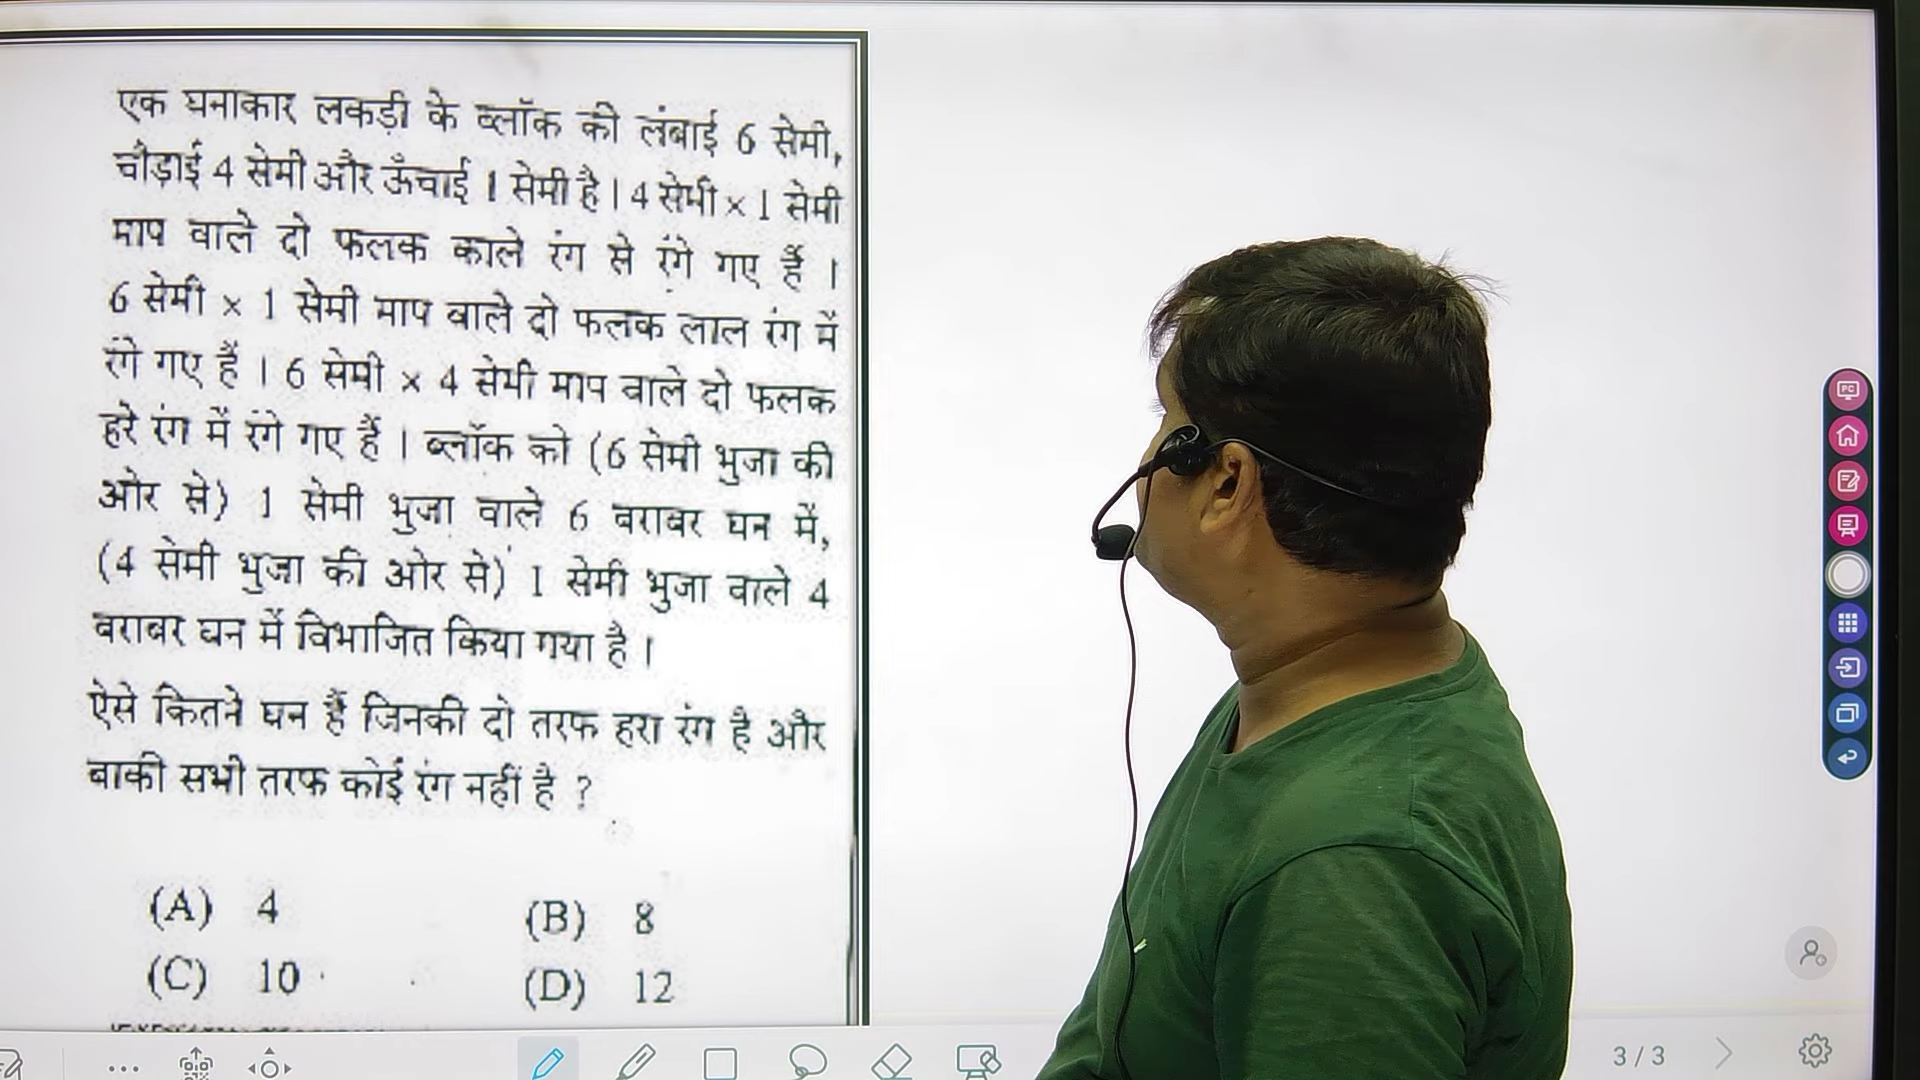 एक घनाकार लकड़ी के ब्लॉक की लंबाई 6 सेमी,
चौड़ाई 4 सेमी और ऊँचाई 1 सेमी है । 4 सेमी × 1 सेमी
माप वाले दो फलक काले रंग से रंगे गए हैं ।
6 सेमी × 1 सेमी माप वाले दो फलक लाल रंग में
रंगे गए हैं । 6 सेमी × 4 सेमी माप वाले दो फलक
हरे रंग में रंगे गए हैं । ब्लॉक को (6 सेमी भुजा की
ओर से) 1 सेमी भुजा वाले 6 बराबर घन में,
(4 सेमी भुजा की ओर से) 1 सेमी भुजा वाले 4
बराबर घन में विभाजित किया गया है ।
ऐसे कितने घन हैं जिनकी दो तरफ हरा रंग है और
बाकी सभी तरफ कोई रंग नहीं है ?
(A) 4 (B) 8
(C) 10 (D) 12
PC
3 / 3